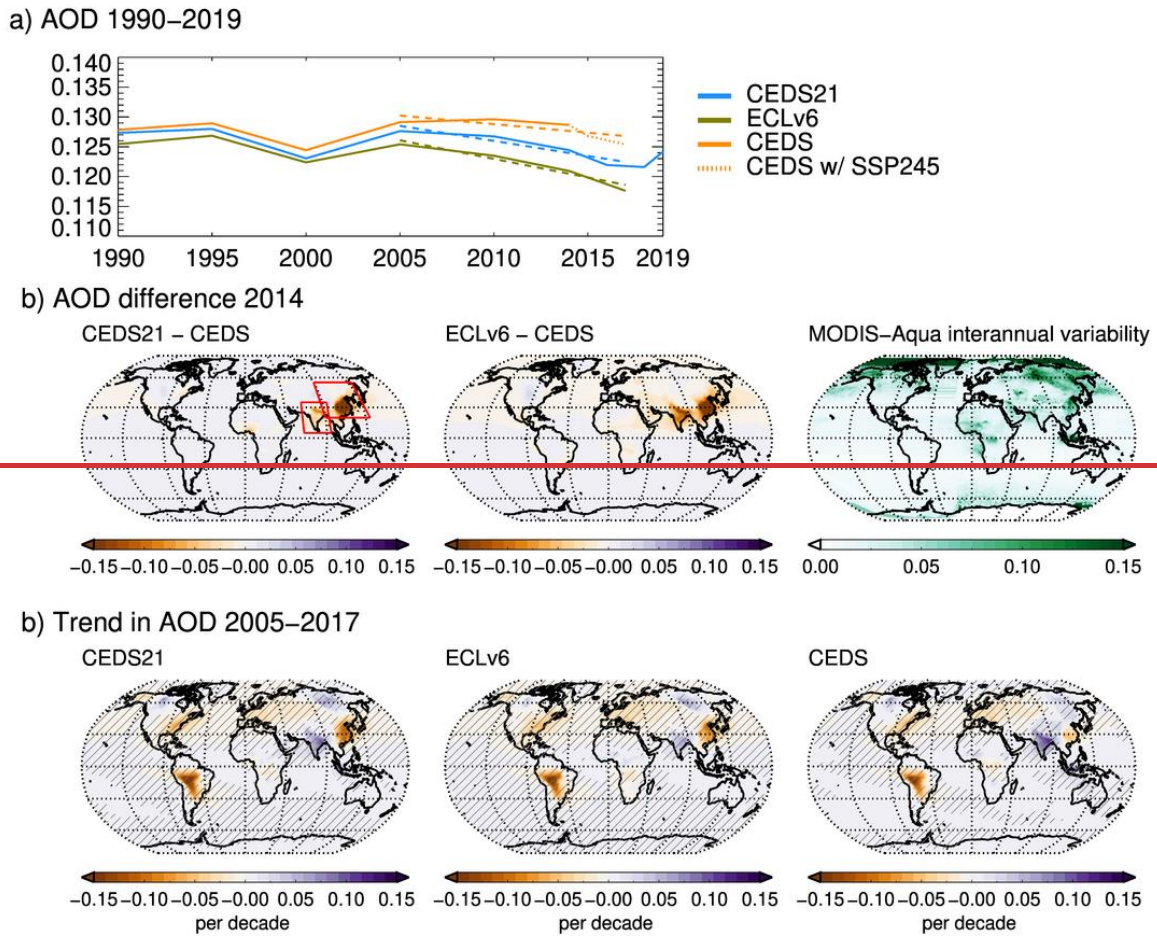 a) AOD 1990−2019
0.140
0.135
0.130
0.125
0.120
0.115
0.110
1990 1995 2000 2005 2010 2015 2019
CEDS21
ECLv6
CEDS
CEDS w/ SSP245
b) AOD difference 2014
CEDS21 − CEDS
ECLv6 − CEDS
MODIS−Aqua interannual variability
−0.15 −0.10 −0.05 −0.00 0.05 0.10 0.15
−0.15 −0.10 −0.05 −0.00 0.05 0.10 0.15
0.00 0.05 0.10 0.15
b) Trend in AOD 2005−2017
CEDS21
ECLv6
CEDS
−0.15 −0.10 −0.05 −0.00 0.05 0.10 0.15
per decade
−0.15 −0.10 −0.05 −0.00 0.05 0.10 0.15
per decade
−0.15 −0.10 −0.05 −0.00 0.05 0.10 0.15
per decade